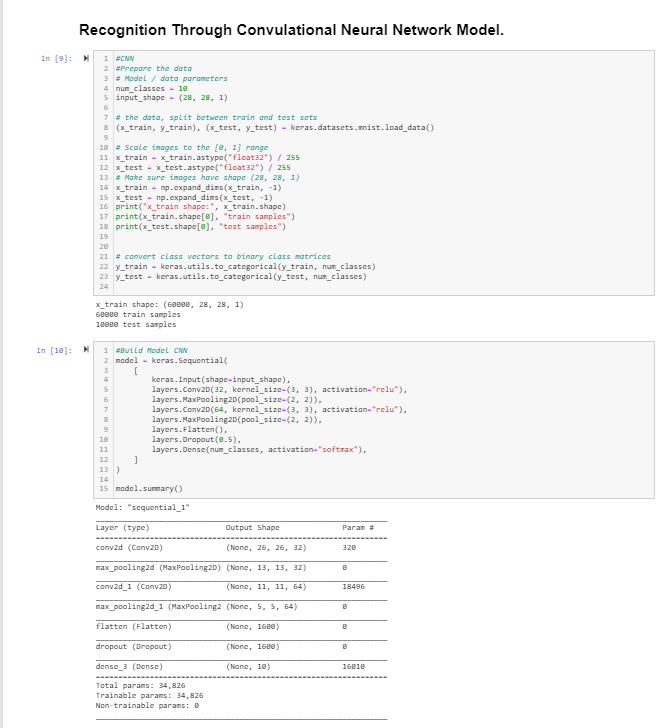 Recognition Through Convulational Neural Network Model.
In [9]:
1 #CNN
2 #Prepare the data
3 # Model / data parameters
4 num_classes = 10
5 input_shape = (28, 28, 1)
6
7 # the data, split between train and test sets
8 (x_train, y_train), (x_test, y_test) = keras.datasets.mnist.load_data()
9
10 # Scale images to the [0, 1] range
11 x_train = x_train.astype("float32") / 255
12 x_test = x_test.astype("float32") / 255
13 # Make sure images have shape (28, 28, 1)
14 x_train = np.expand_dims(x_train, -1)
15 x_test = np.expand_dims(x_test, -1)
16 print("x_train shape:", x_train.shape)
17 print(x_train.shape[0], "train samples")
18 print(x_test.shape[0], "test samples")
19
20
21 # convert class vectors to binary class matrices
22 y_train = keras.utils.to_categorical(y_train, num_classes)
23 y_test = keras.utils.to_categorical(y_test, num_classes)
24
x_train shape: (60000, 28, 28, 1)
60000 train samples
10000 test samples
In [10]:
1 #Build Model CNN
2 model = keras.Sequential(
3 [
4 keras.Input(shape=input_shape),
5 layers.Conv2D(32, kernel_size=(3, 3), activation="relu"),
6 layers.MaxPooling2D(pool_size=(2, 2)),
7 layers.Conv2D(64, kernel_size=(3, 3), activation="relu"),
8 layers.MaxPooling2D(pool_size=(2, 2)),
9 layers.Flatten(),
10 layers.Dropout(0.5),
11 layers.Dense(num_classes, activation="softmax"),
12 ]
13 )
14
15 model.summary()
Model: "sequential_1"
Layer (type) Output Shape Param #
conv2d (Conv2D) (None, 26, 26, 32) 320
max_pooling2d (MaxPooling2D) (None, 13, 13, 32) 0
conv2d_1 (Conv2D) (None, 11, 11, 64) 18496
max_pooling2d_1 (MaxPooling2 (None, 5, 5, 64) 0
flatten (Flatten) (None, 1600) 0
dropout (Dropout) (None, 1600) 0
dense_3 (Dense) (None, 10) 16010
Total params: 34,826
Trainable params: 34,826
Non-trainable params: 0